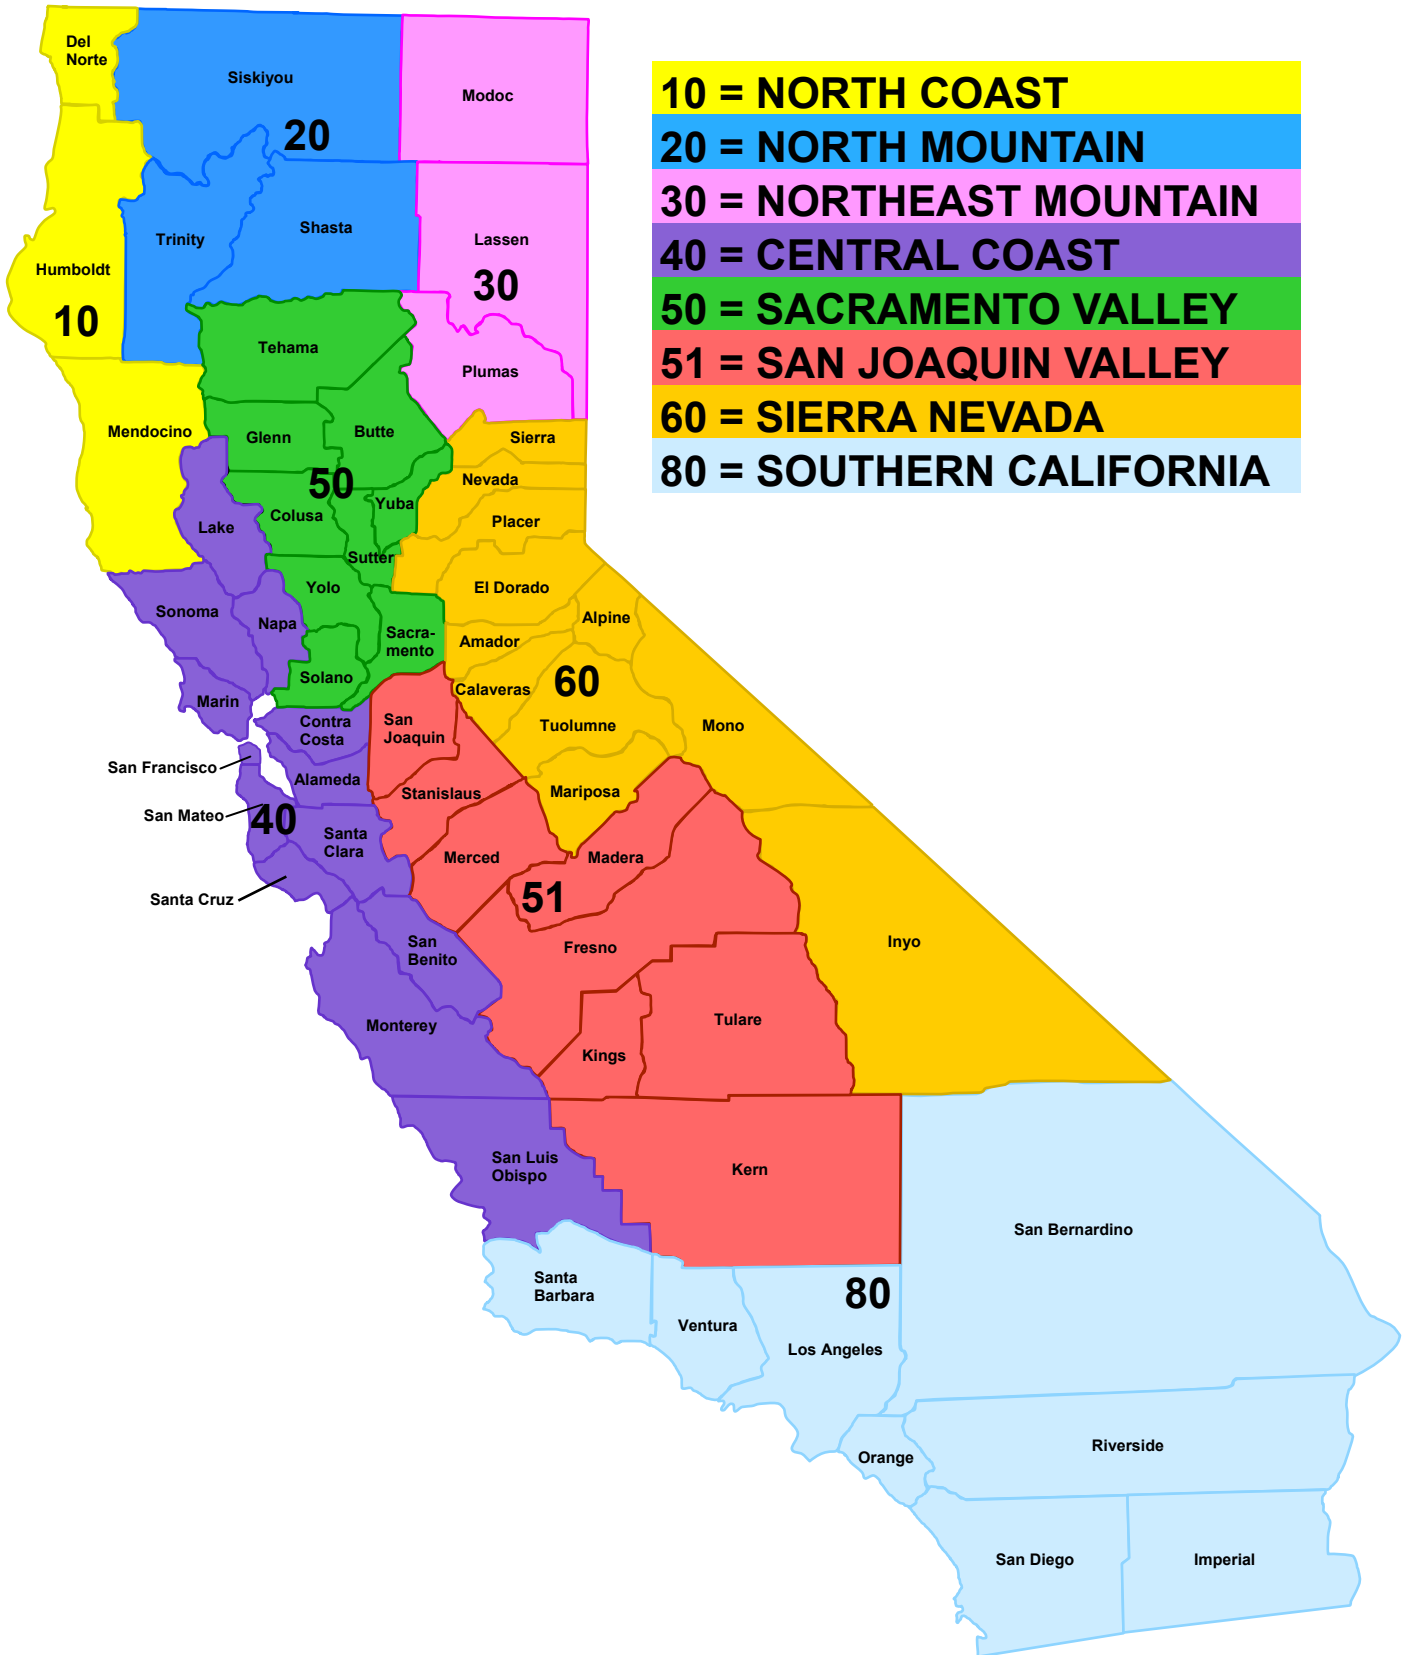 10 = NORTH COAST
20 = NORTH MOUNTAIN
30 = NORTHEAST MOUNTAIN
40 = CENTRAL COAST
50 = SACRAMENTO VALLEY
51 = SAN JOAQUIN VALLEY
60 = SIERRA NEVADA
80 = SOUTHERN CALIFORNIA
Del
Norte
Siskiyou
Modoc
20
Trinity
Shasta
Lassen
Humboldt
30
10
Tehama
Plumas
Mendocino
Glenn
Butte
Sierra
50
Nevada
Yuba
Colusa
Placer
Lake
Sutter
Yolo
El Dorado
Sonoma
Napa
Sacra-
mento
Alpine
Amador
Solano
60
Calaveras
Marin
Contra
Costa
San
Joaquin
Tuolumne
Mono
San Francisco
Alameda
Stanislaus
Mariposa
San Mateo
40
Santa
Clara
Merced
Madera
Santa Cruz
51
San
Benito
Fresno
Inyo
Monterey
Tulare
Kings
San Luis
Obispo
Kern
San Bernardino
Santa
Barbara
80
Ventura
Los Angeles
Orange
Riverside
San Diego
Imperial